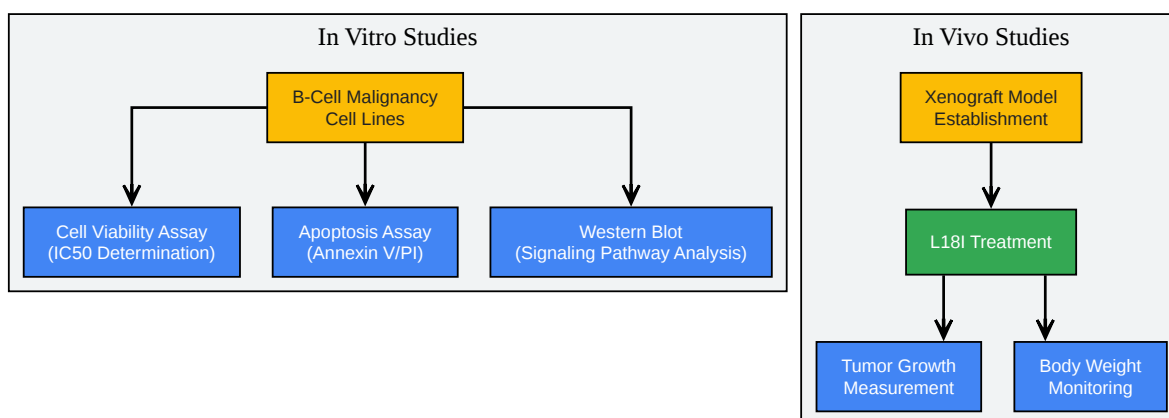 In Vitro Studies
B-Cell Malignancy
Cell Lines
Cell Viability Assay
(IC50 Determination)
Apoptosis Assay
(Annexin V/PI)
Western Blot
(Signaling Pathway Analysis)
In Vivo Studies
Xenograft Model
Establishment
L18I Treatment
Tumor Growth
Measurement
Body Weight
Monitoring